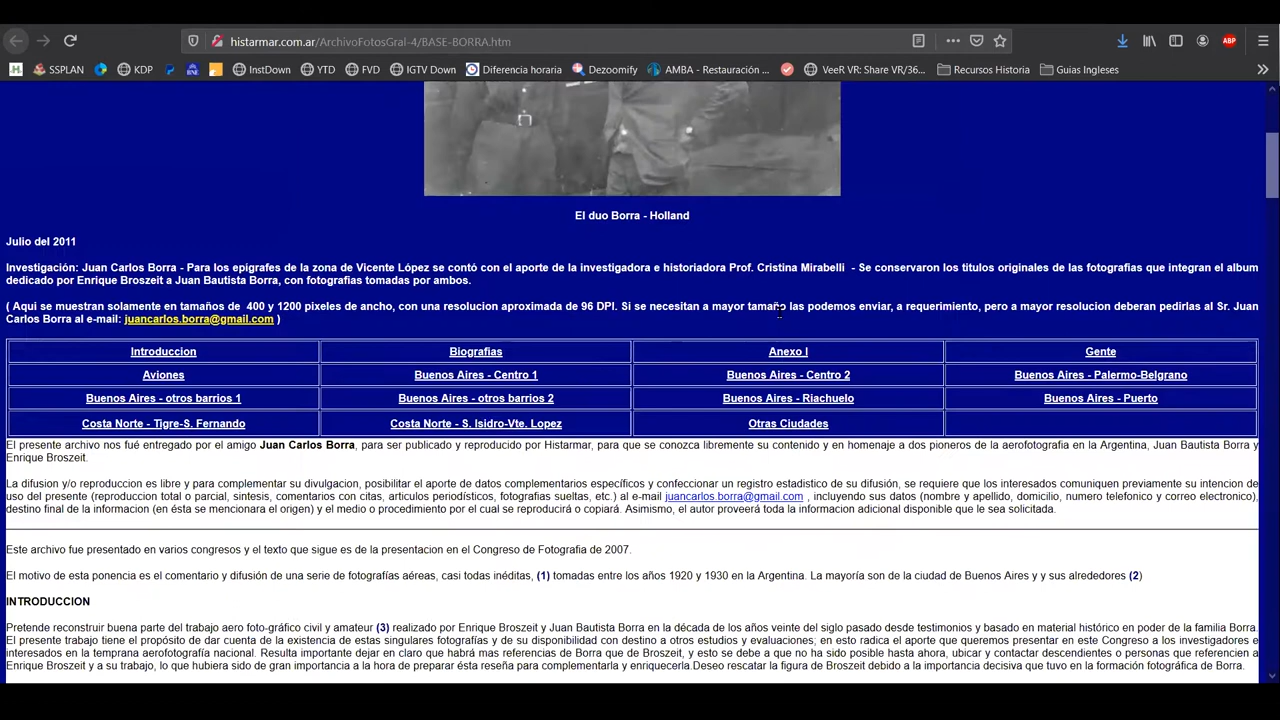 histarmar.com.ar/ArchivoFotosGral-4/BASE-BORRA.htm
SSPLAN KDP InstDown YTD FVD IGTV Down Diferencia horaria Dezoomify AMBA - Restauración ... VeeR VR: Share VR/36... Recursos Historia Guias Ingleses
El duo Borra - Holland
Julio del 2011
Investigación: Juan Carlos Borra - Para los epigrafes de la zona de Vicente López se contó con el aporte de la investigadora e historiadora Prof. Cristina Mirabelli - Se conservaron los titulos originales de las fotografias que integran el album
dedicado por Enrique Broszeit a Juan Bautista Borra, con fotografias tomadas por ambos.
( Aqui se muestran solamente en tamaños de 400 y 1200 pixeles de ancho, con una resolucion aproximada de 96 DPI. Si se necesitan a mayor tamaño las podemos enviar, a requerimiento, pero a mayor resolucion deberan pedirlas al Sr. Juan
Carlos Borra al e-mail: juancarlos.borra@gmail.com )
Introduccion Biografias Anexo I Gente
Aviones Buenos Aires - Centro 1 Buenos Aires - Centro 2 Buenos Aires - Palermo-Belgrano
Buenos Aires - otros barrios 1 Buenos Aires - otros barrios 2 Buenos Aires - Riachuelo Buenos Aires - Puerto
Costa Norte - Tigre-S. Fernando Costa Norte - S. Isidro-Vte. Lopez Otras Ciudades
El presente archivo nos fué entregado por el amigo Juan Carlos Borra, para ser publicado y reproducido por Histarmar, para que se conozca libremente su contenido y en homenaje a dos pioneros de la aerofotografia en la Argentina, Juan Bautista Borra y
Enrique Broszeit.
La difusion y/o reproduccion es libre y para complementar su divulgacion, posibilitar el aporte de datos complementarios específicos y confeccionar un registro estadistico de su difusión, se requiere que los interesados comuniquen previamente su intencion de
uso del presente (reproduccion total o parcial, sintesis, comentarios con citas, articulos periodísticos, fotografias sueltas, etc.) al e-mail juancarlos.borra@gmail.com , incluyendo sus datos (nombre y apellido, domicilio, numero telefonico y correo electronico),
destino final de la informacion (en ésta se mencionara el origen) y el medio o procedimiento por el cual se reproducirá o copiará. Asimismo, el autor proveerá toda la informacion adicional disponible que le sea solicitada.
Este archivo fue presentado en varios congresos y el texto que sigue es de la presentacion en el Congreso de Fotografia de 2007.
El motivo de esta ponencia es el comentario y difusión de una serie de fotografías aéreas, casi todas inéditas, (1) tomadas entre los años 1920 y 1930 en la Argentina. La mayoría son de la ciudad de Buenos Aires y y sus alrededores (2)
INTRODUCCION
Pretende reconstruir buena parte del trabajo aero foto-gráfico civil y amateur (3) realizado por Enrique Broszeit y Juan Bautista Borra en la década de los años veinte del siglo pasado desde testimonios y basado en material histórico en poder de la familia Borra.
El presente trabajo tiene el propósito de dar cuenta de la existencia de estas singulares fotografías y de su disponibilidad con destino a otros estudios y evaluaciones; en esto radica el aporte que queremos presentar en este Congreso a los investigadores e
interesados en la temprana aerofotografía nacional. Resulta importante dejar en claro que habrá mas referencias de Borra que de Broszeit, y esto se debe a que no ha sido posible hasta ahora, ubicar y contactar descendientes o personas que referencien a
Enrique Broszeit y a su trabajo, lo que hubiera sido de gran importancia a la hora de preparar ésta reseña para complementarla y enriquecerla.Deseo rescatar la figura de Broszeit debido a la importancia decisiva que tuvo en la formación fotográfica de Borra.